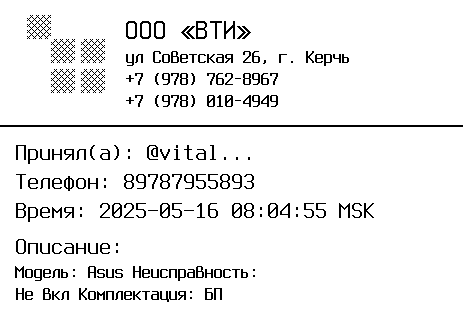 ООО «ВТИ»
ул Советская 26, г. Керчь
+7 (978) 762-8967
+7 (978) 010-4949
Принял(а): @vital...
Телефон: 89787955893
Время: 2025-05-16 08:04:55 MSK
Описание:
Модель: Asus Неисправность:
Не вкл Комплектация: БП